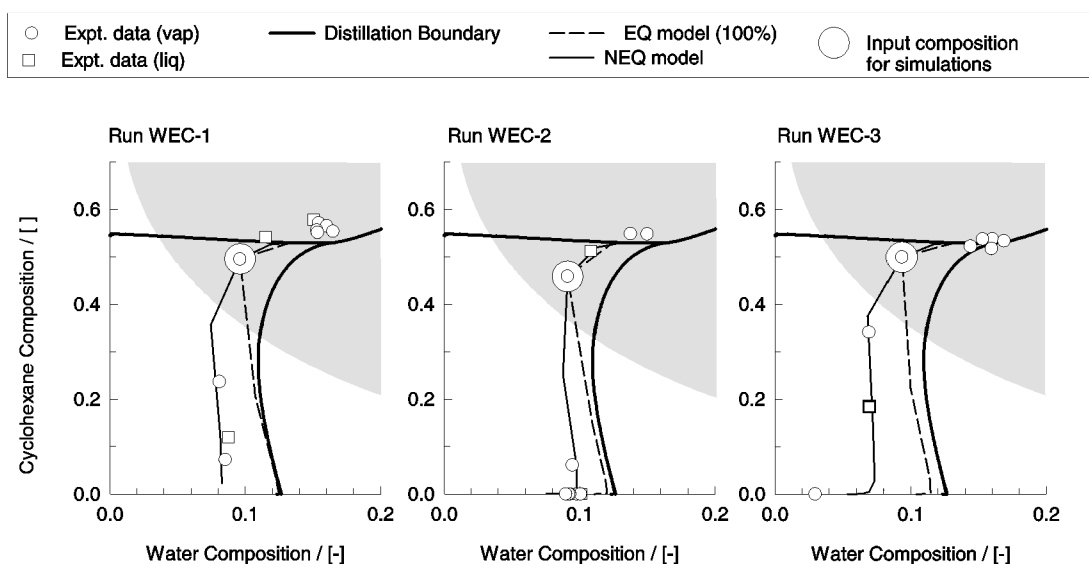 Expt. data (vap)
Distillation Boundary
EQ model (100%)
Input composition
for simulations
Expt. data (liq)
NEQ model
Run WEC-1
Run WEC-2
Run WEC-3
Cyclohexane Composition / [ ]
0.6
0.4
0.2
0.0
0.0
0.1
0.2
Water Composition / [-]
0.6
0.4
0.2
0.0
0.0
0.1
0.2
Water Composition / [-]
0.6
0.4
0.2
0.0
0.0
0.1
0.2
Water Composition / [-]